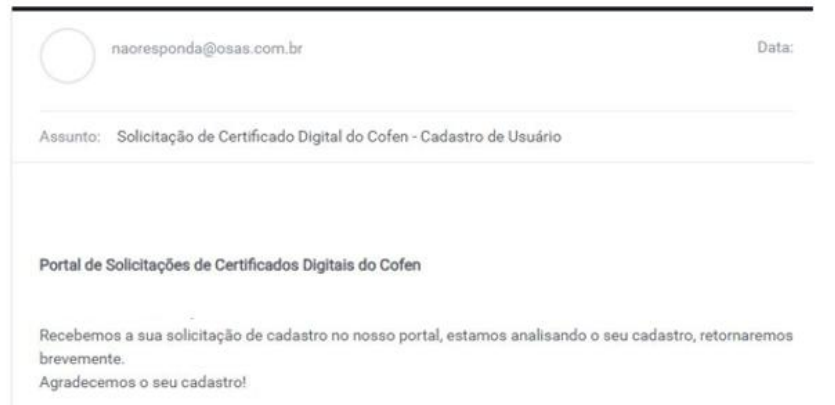 naoresponda@osas.com.br
Data:
Assunto: Solicitação de Certificado Digital do Cofen - Cadastro de Usuário
Portal de Solicitações de Certificados Digitais do Cofen
Recebemos a sua solicitação de cadastro no nosso portal, estamos analisando o seu cadastro, retornaremos
brevemente.
Agradecemos o seu cadastro!